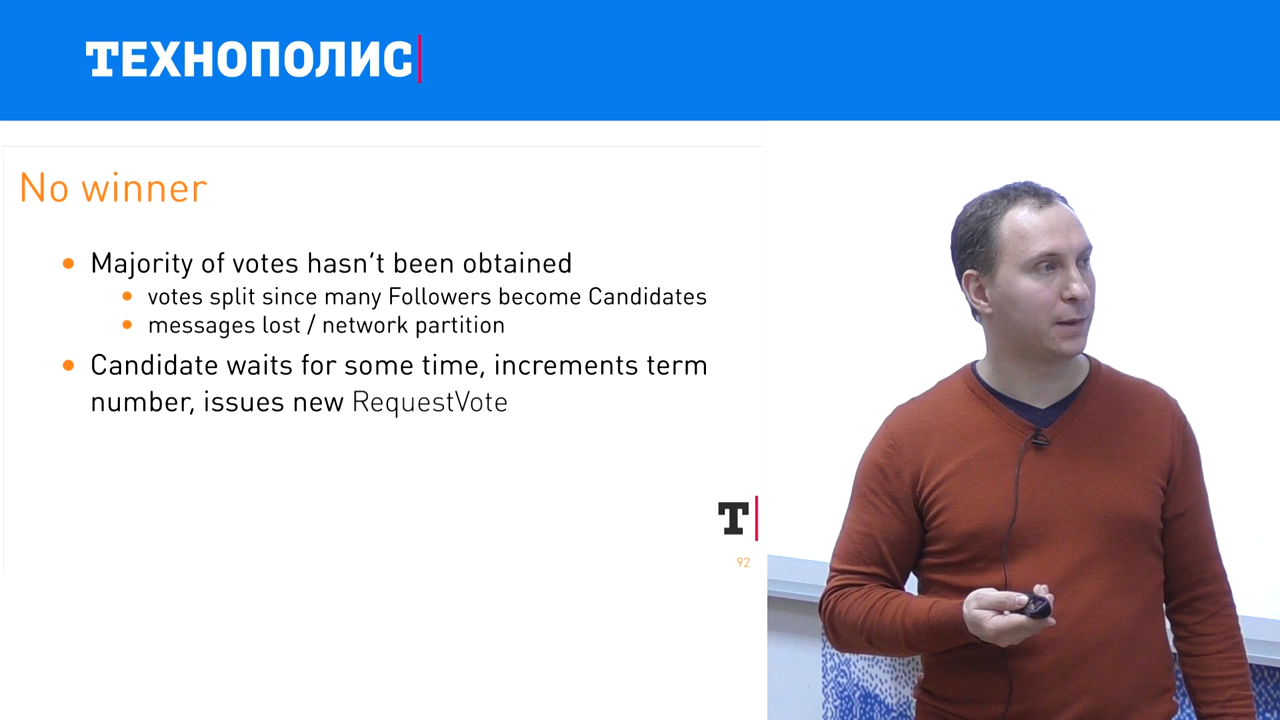 ТЕХНОПОЛИС
No winner
• Majority of votes hasn't been obtained
• votes split since many Followers become Candidates
• messages lost / network partition
• Candidate waits for some time, increments term
number, issues new RequestVote
Т
92